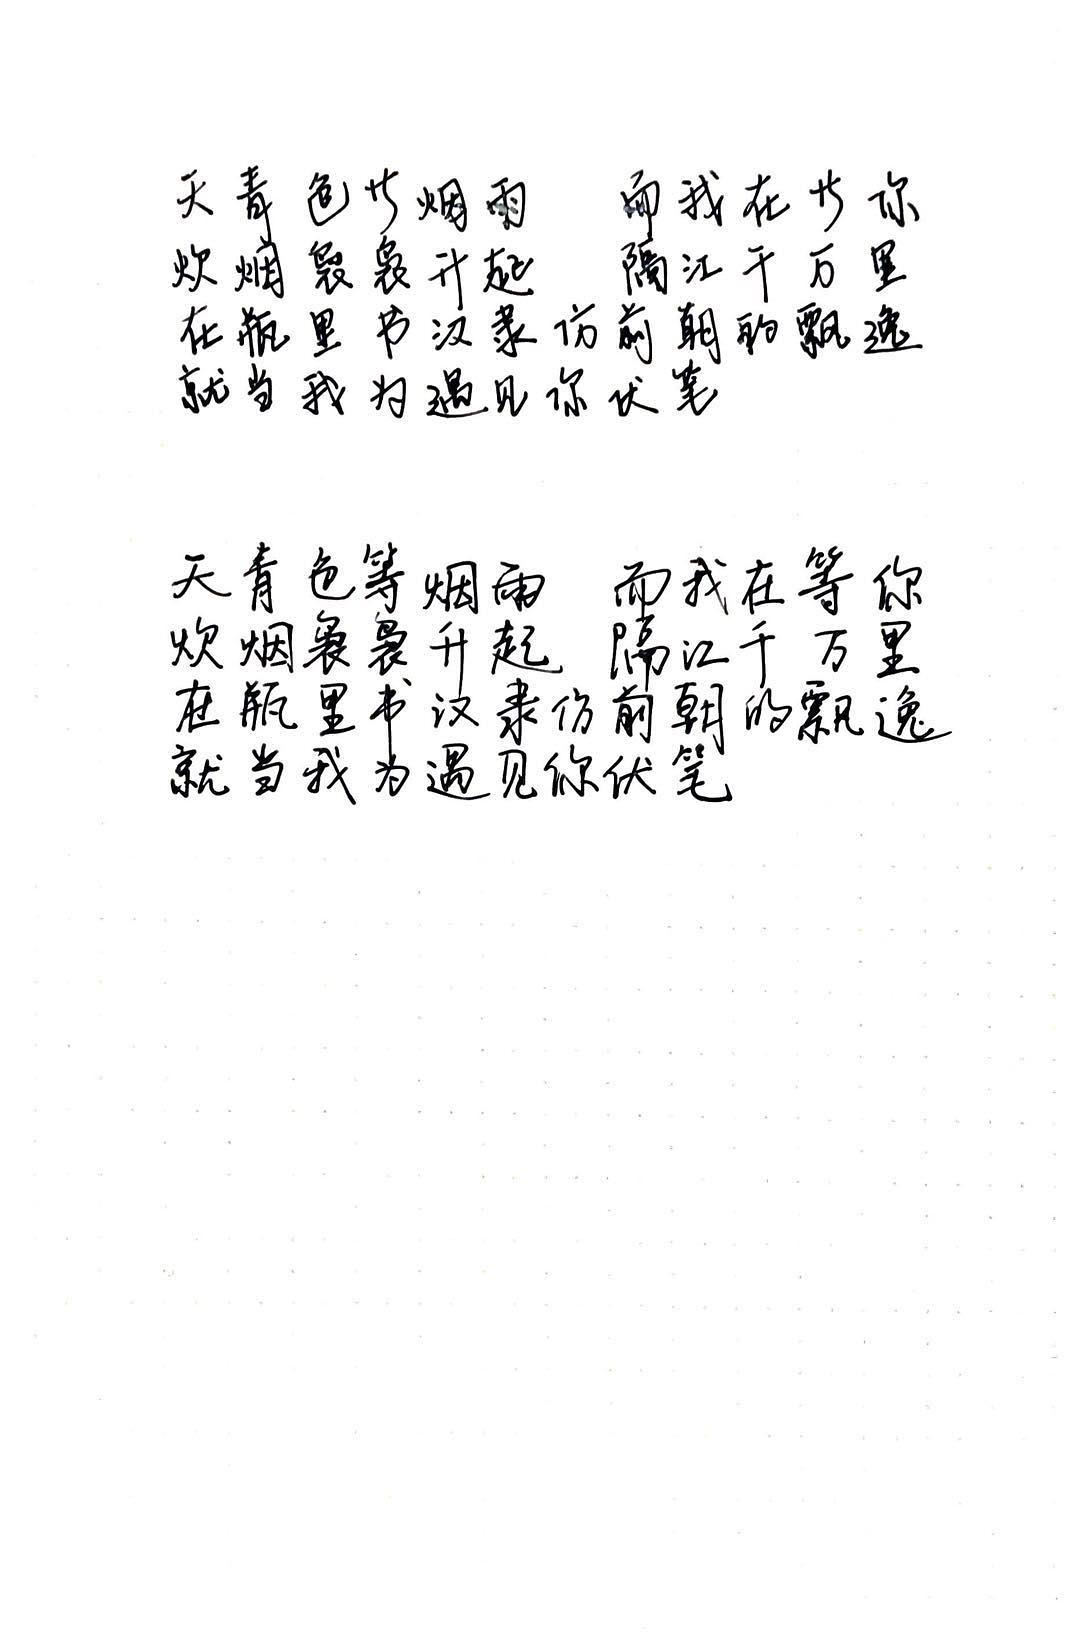 天青色等烟雨 而我在等你
炊烟袅袅升起 隔江千万里
在瓶里书汉隶仿前朝的飘逸
就当我为遇见你伏笔
天青色等烟雨 而我在等你
炊烟袅袅升起 隔江千万里
在瓶里书汉隶仿前朝的飘逸
就当我为遇见你伏笔